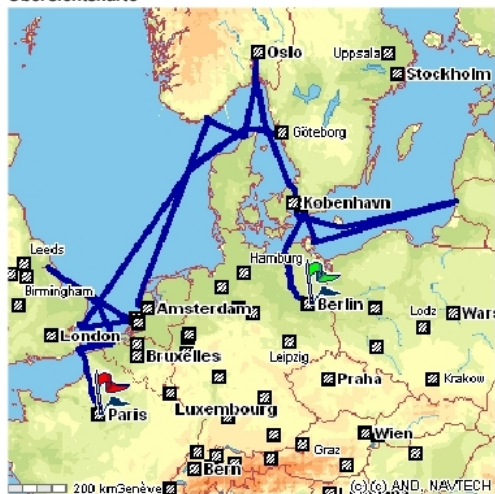 Oslo
Uppsala
Stockholm
Göteborg
København
Leeds
Hamburg
Birmingham
Amsterdam
Berlin
London
Lodz
Wars
Bruxelles
Leipzig
Praha
Krakow
Paris
Luxembourg
Wien
Graz
Bern
200 km
Genève
(c) (c) AND, NAVTECH